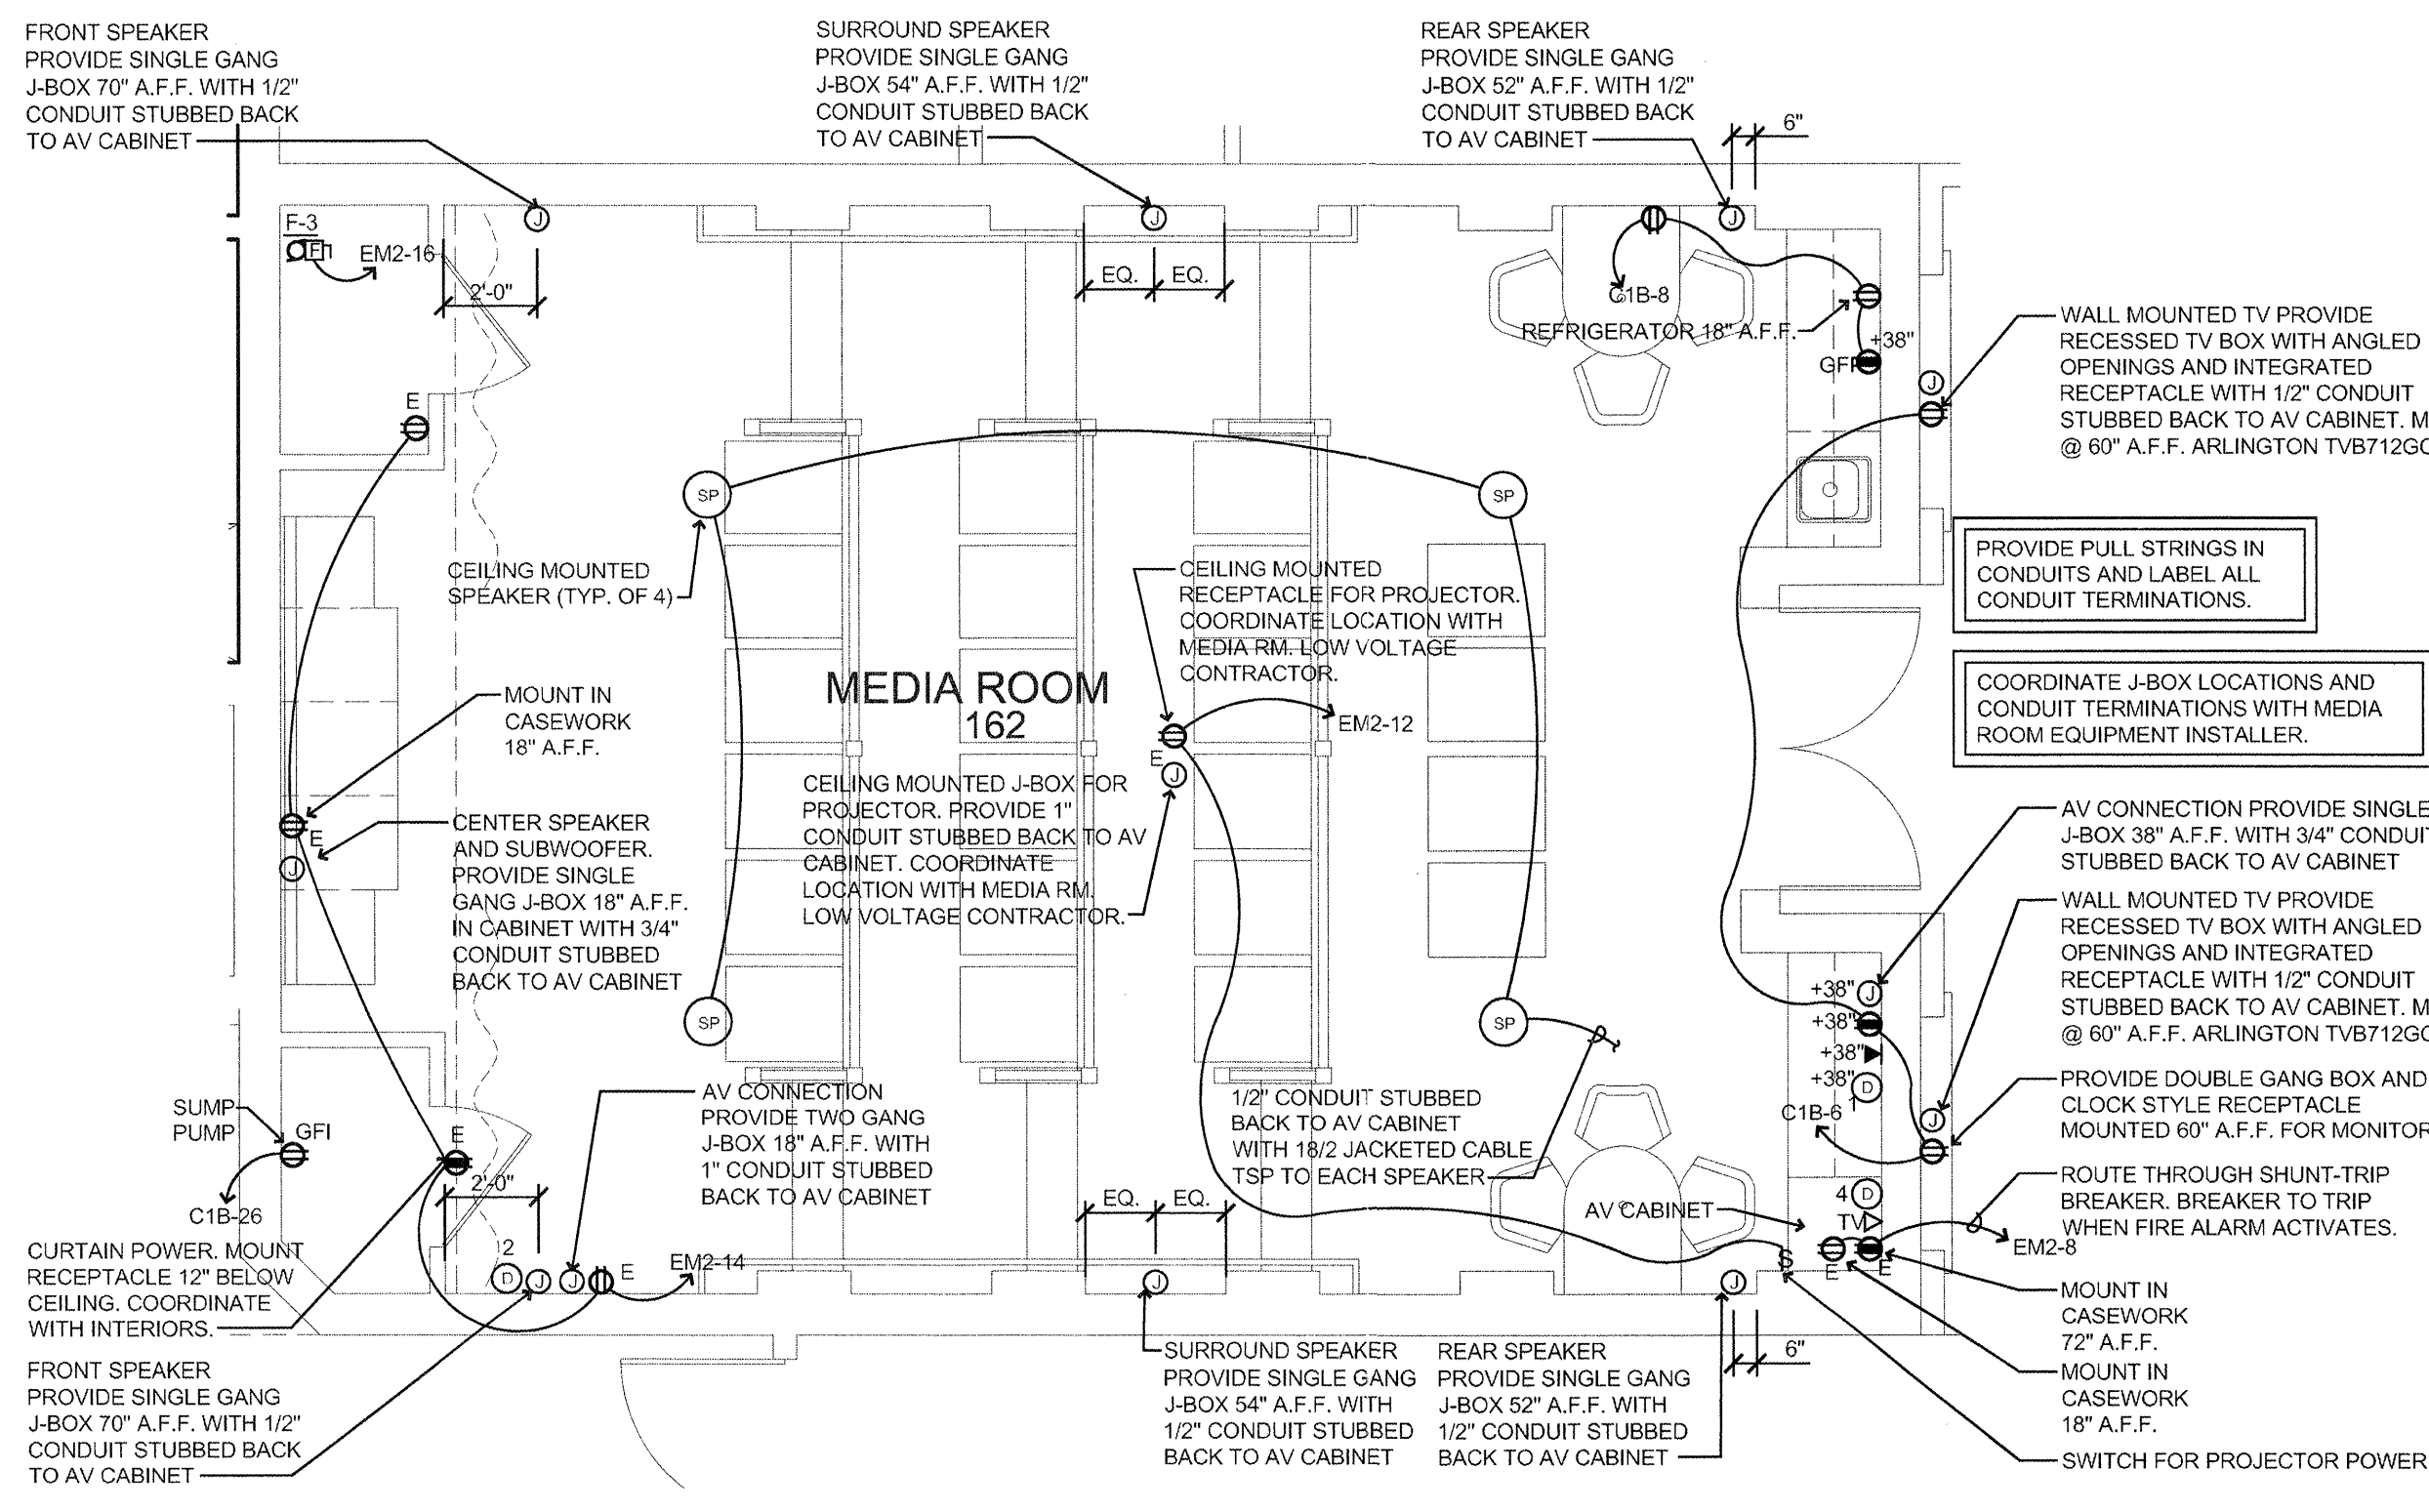 FRONT SPEAKER
PROVIDE SINGLE GANG
J-BOX 70" A.F.F. WITH 1/2"
CONDUIT STUBBED BACK
TO AV CABINET
SURROUND SPEAKER
PROVIDE SINGLE GANG
J-BOX 54" A.F.F. WITH 1/2"
CONDUIT STUBBED BACK
TO AV CABINET
REAR SPEAKER
PROVIDE SINGLE GANG
J-BOX 52" A.F.F. WITH 1/2"
CONDUIT STUBBED BACK
TO AV CABINET
6"
J
J
J
F-3
F
EM2-16
2'-0"
EQ.
EQ.
C1B-8
REFRIGERATOR 18" A.F.F.
+38"
GFI
J
WALL MOUNTED TV PROVIDE
RECESSED TV BOX WITH ANGLED
OPENINGS AND INTEGRATED
RECEPTACLE WITH 1/2" CONDUIT
STUBBED BACK TO AV CABINET. M
@ 60" A.F.F. ARLINGTON TVB712G
E
SP
SP
CEILING MOUNTED
SPEAKER (TYP. OF 4)
CEILING MOUNTED
RECEPTACLE FOR PROJECTOR.
COORDINATE LOCATION WITH
MEDIA RM. LOW VOLTAGE
CONTRACTOR.
PROVIDE PULL STRINGS IN
CONDUITS AND LABEL ALL
CONDUIT TERMINATIONS.
MEDIA ROOM
162
EM2-12
E
J
COORDINATE J-BOX LOCATIONS AND
CONDUIT TERMINATIONS WITH MEDIA
ROOM EQUIPMENT INSTALLER.
MOUNT IN
CASEWORK
18" A.F.F.
CEILING MOUNTED J-BOX FOR
PROJECTOR. PROVIDE 1"
CONDUIT STUBBED BACK TO AV
CABINET. COORDINATE
LOCATION WITH MEDIA RM.
LOW VOLTAGE CONTRACTOR.
E
J
CENTER SPEAKER
AND SUBWOOFER.
PROVIDE SINGLE
GANG J-BOX 18" A.F.F.
IN CABINET WITH 3/4"
CONDUIT STUBBED
BACK TO AV CABINET
AV CONNECTION PROVIDE SINGLE
J-BOX 38" A.F.F. WITH 3/4" CONDUIT
STUBBED BACK TO AV CABINET
WALL MOUNTED TV PROVIDE
RECESSED TV BOX WITH ANGLED
OPENINGS AND INTEGRATED
RECEPTACLE WITH 1/2" CONDUIT
STUBBED BACK TO AV CABINET. M
@ 60" A.F.F. ARLINGTON TVB712G
SP
SP
+38" J
+38"
+38"
+38" D
1
C1B-6
J
PROVIDE DOUBLE GANG BOX AND
CLOCK STYLE RECEPTACLE
MOUNTED 60" A.F.F. FOR MONITOR
SUMP
PUMP
GFI
C1B-26
E
2'-0"
AV CONNECTION
PROVIDE TWO GANG
J-BOX 18" A.F.F. WITH
1" CONDUIT STUBBED
BACK TO AV CABINET
1/2" CONDUIT STUBBED
BACK TO AV CABINET
WITH 18/2 JACKETED CABLE
TSP TO EACH SPEAKER
EQ.
EQ.
AV CABINET
4 D
TV
E
E
S
ROUTE THROUGH SHUNT-TRIP
BREAKER. BREAKER TO TRIP
WHEN FIRE ALARM ACTIVATES.
EM2-8
CURTAIN POWER. MOUNT
RECEPTACLE 12" BELOW
CEILING. COORDINATE
WITH INTERIORS.
2
D
J
J
E
EM2-14
J
J
6"
MOUNT IN
CASEWORK
72" A.F.F.
MOUNT IN
CASEWORK
18" A.F.F.
SWITCH FOR PROJECTOR POWER
FRONT SPEAKER
PROVIDE SINGLE GANG
J-BOX 70" A.F.F. WITH 1/2"
CONDUIT STUBBED BACK
TO AV CABINET
SURROUND SPEAKER
PROVIDE SINGLE GANG
J-BOX 54" A.F.F. WITH
1/2" CONDUIT STUBBED
BACK TO AV CABINET
REAR SPEAKER
PROVIDE SINGLE GANG
J-BOX 52" A.F.F. WITH
1/2" CONDUIT STUBBED
BACK TO AV CABINET